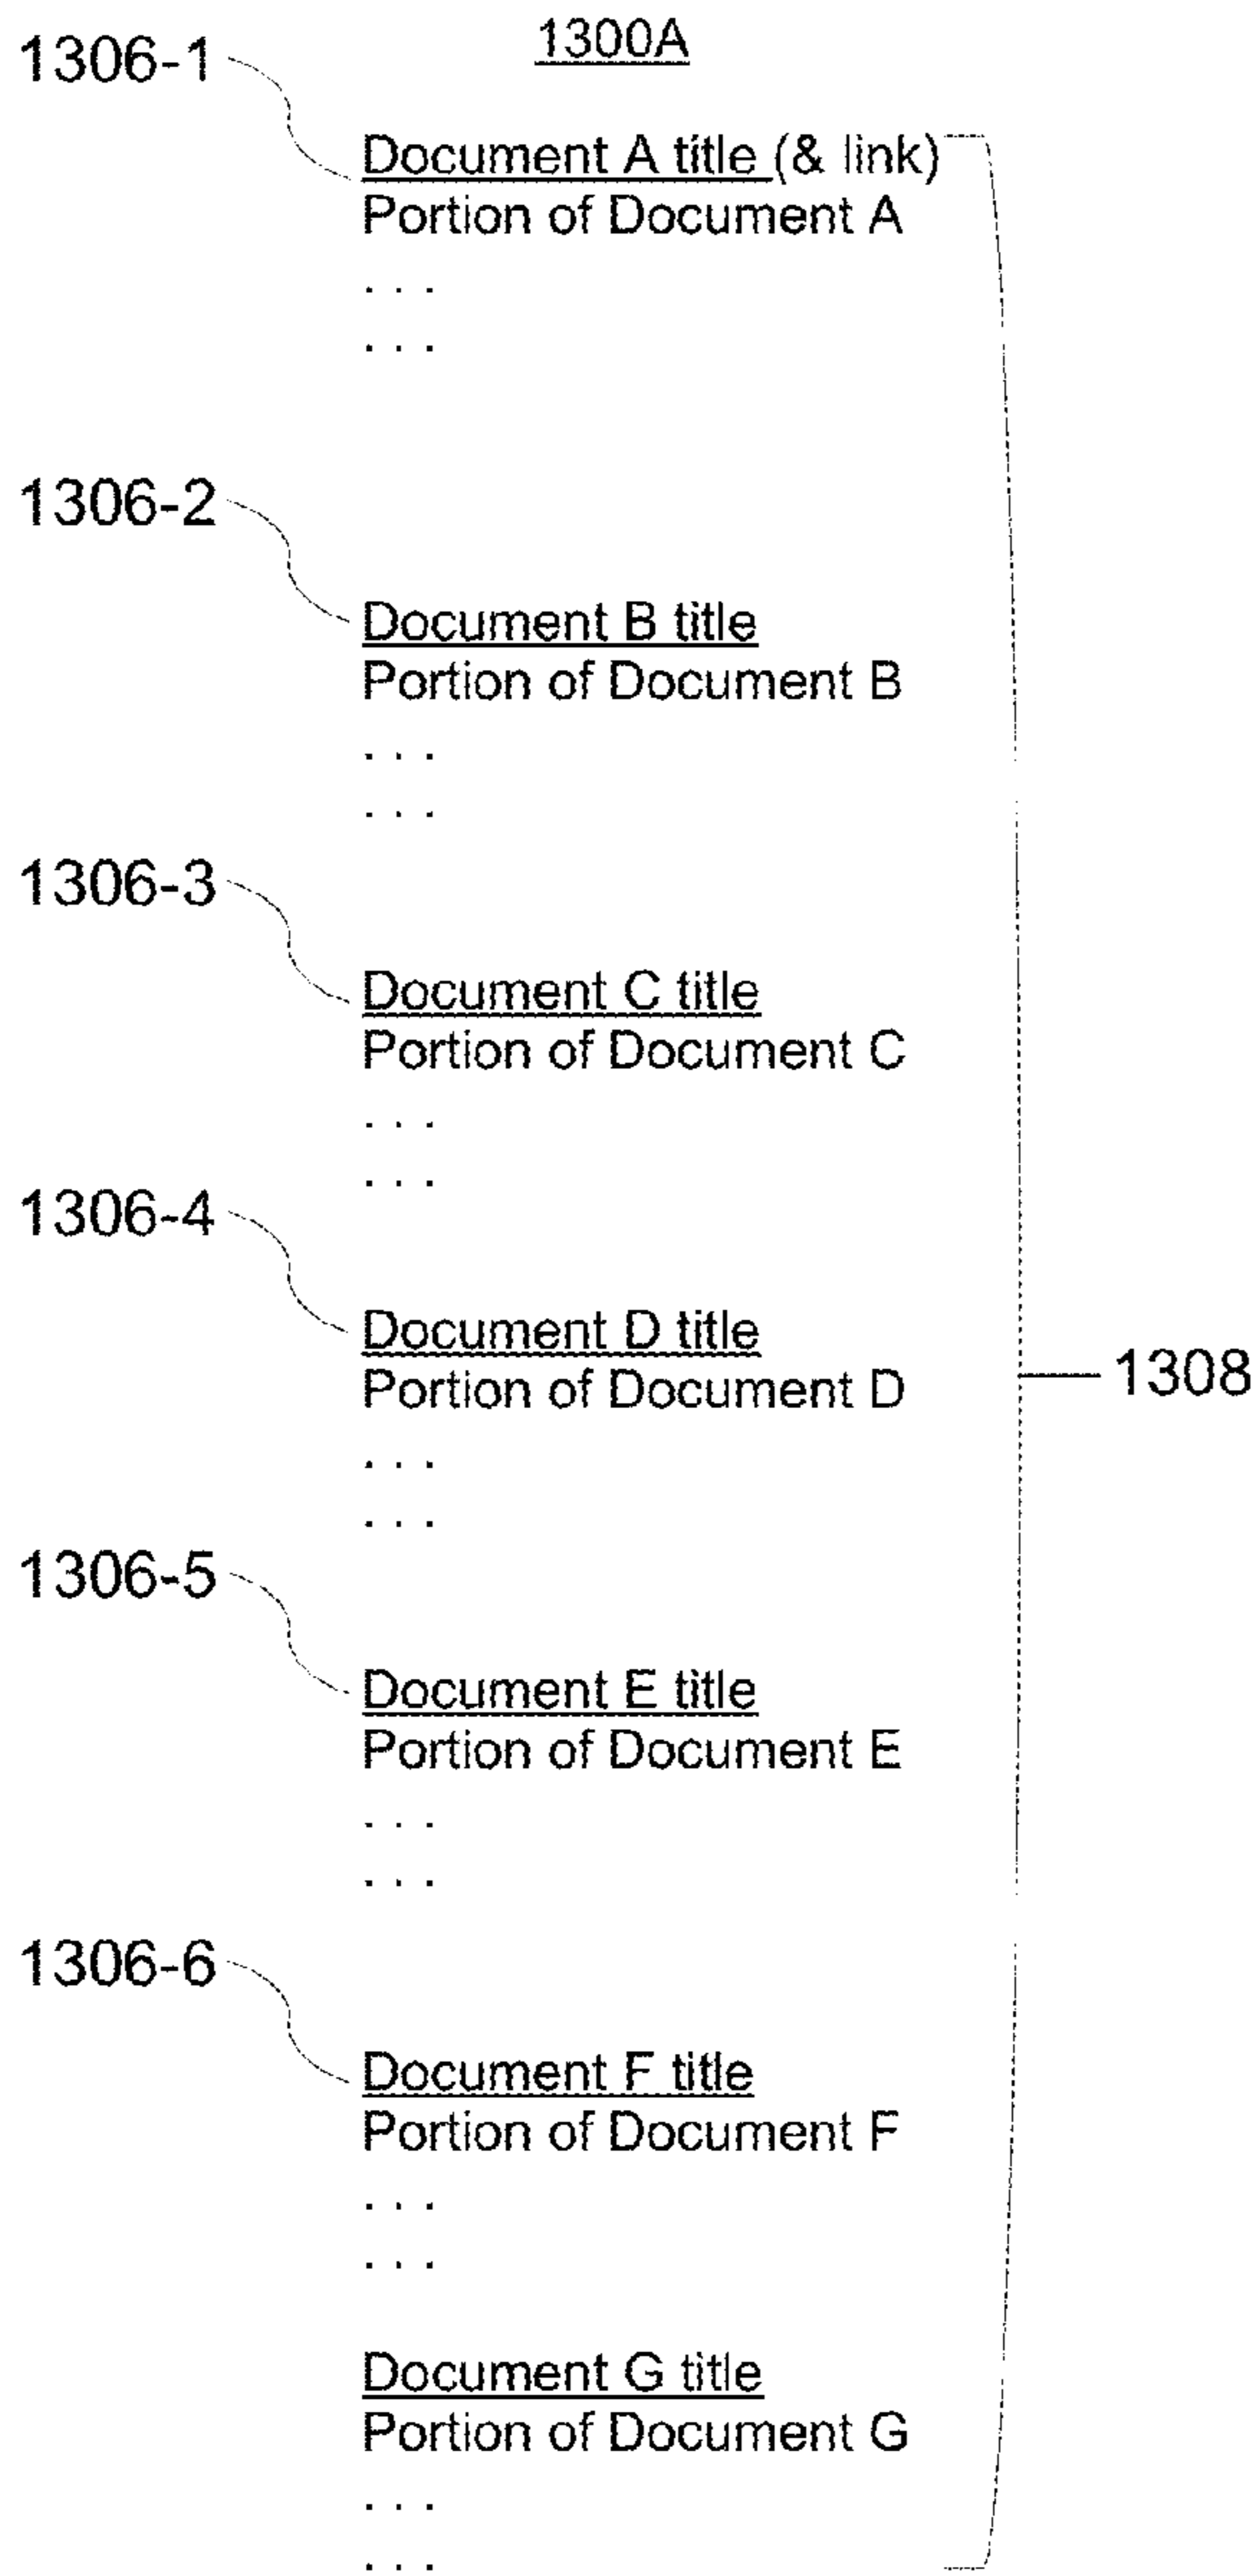 1300A
1306-1
Document A title (& link)
Portion of Document A
. . .
. . .
1306-2
Document B title
Portion of Document B
. . .
. . .
1306-3
Document C title
Portion of Document C
. . .
. . .
1306-4
Document D title
Portion of Document D
1308
. . .
. . .
1306-5
Document E title
Portion of Document E
. . .
. . .
1306-6
Document F title
Portion of Document F
. . .
. . .
Document G title
Portion of Document G
. . .
. . .